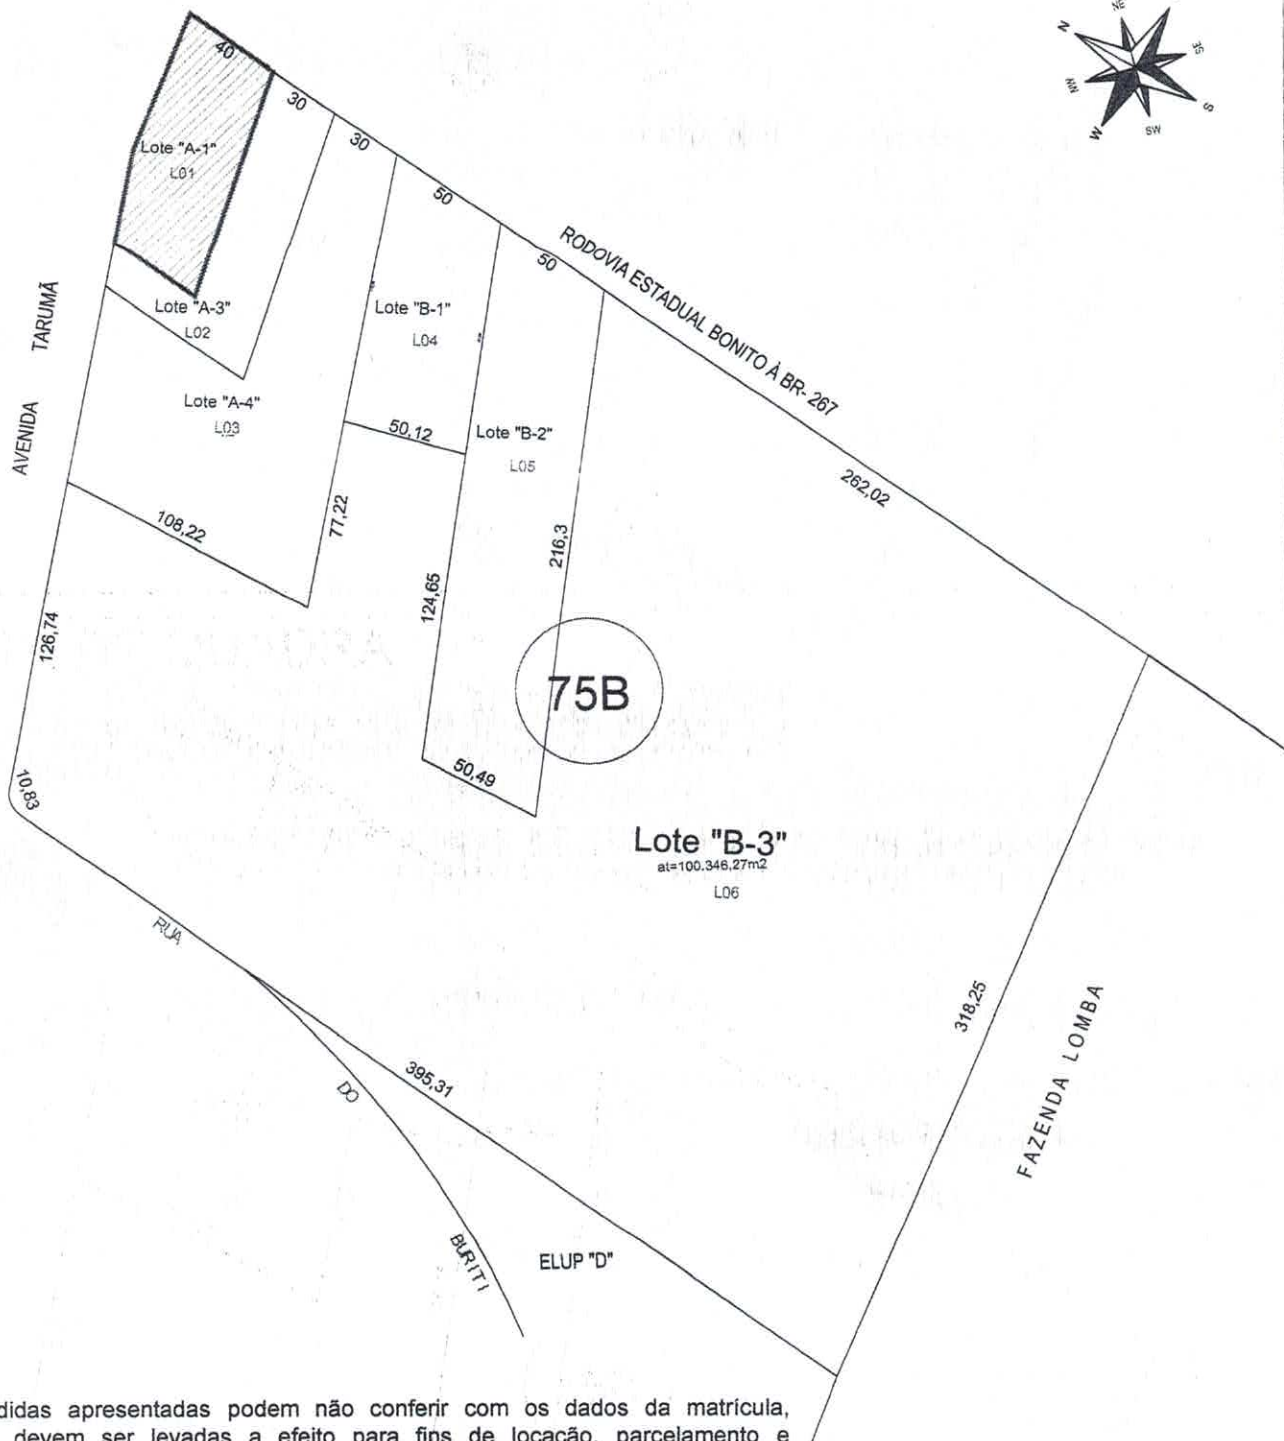 NE
N
SE
NW
S
W
SW
40
30
30
50
50
Lote "A-1"
L01
RODOVIA ESTADUAL BONITO À BR- 267
262,02
AVENIDA TARUMÃ
Lote "A-3"
L02
Lote "B-1"
L04
Lote "A-4"
L03
50,12
Lote "B-2"
L05
108,22
77,22
216,3
124,65
126,74
75B
50,49
10,83
Lote "B-3"
at=100.346,27m2
L06
RUA DO BURITI
395,31
318,25
FAZENDA LOMBA
ELUP "D"
didas apresentadas podem não conferir com os dados da matrícula,
devem ser levadas a efeito para fins de locação, parcelamento e